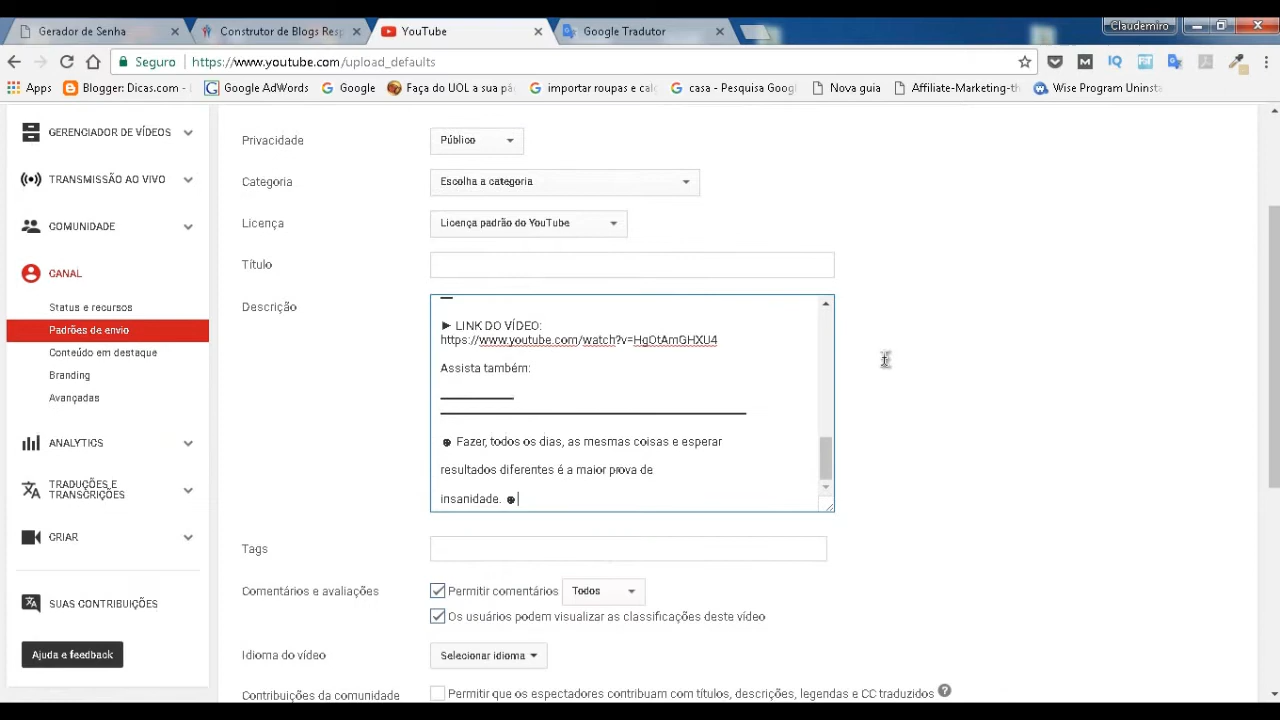 Gerador de Senha
Construtor de Blogs Res
YouTube
Google Tradutor
Claudemiro
Seguro
https://www.youtube.com/upload_defaults
Apps
Blogger: Dicas.com -
Google AdWords
Google
Faça do UOL a sua pá
importar roupas e calç
casa - Pesquisa Goog
Nova guia
Affiliate-Marketing-th
Wise Program Uninsta
GERENCIADOR DE VÍDEOS
TRANSMISSÃO AO VIVO
COMUNIDADE
CANAL
Status e recursos
Padrões de envio
Conteúdo em destaque
Branding
Avançadas
ANALYTICS
TRADUÇÕES E
TRANSCRIÇÕES
CRIAR
SUAS CONTRIBUIÇÕES
Ajuda e feedback
Privacidade
Público
Categoria
Escolha a categoria
Licença
Licença padrão do YouTube
Título
Descrição
► LINK DO VÍDEO:
https://www.youtube.com/watch?v=HgOtAmGHXU4
Assista também:
☻ Fazer, todos os dias, as mesmas coisas e esperar
resultados diferentes é a maior prova de
insanidade. ☻
Tags
Comentários e avaliações
Permitir comentários
Todos
Os usuários podem visualizar as classificações deste vídeo
Idioma do vídeo
Selecionar idioma
Contribuições da comunidade
Permitir que os espectadores contribuam com títulos, descrições, legendas e CC traduzidos